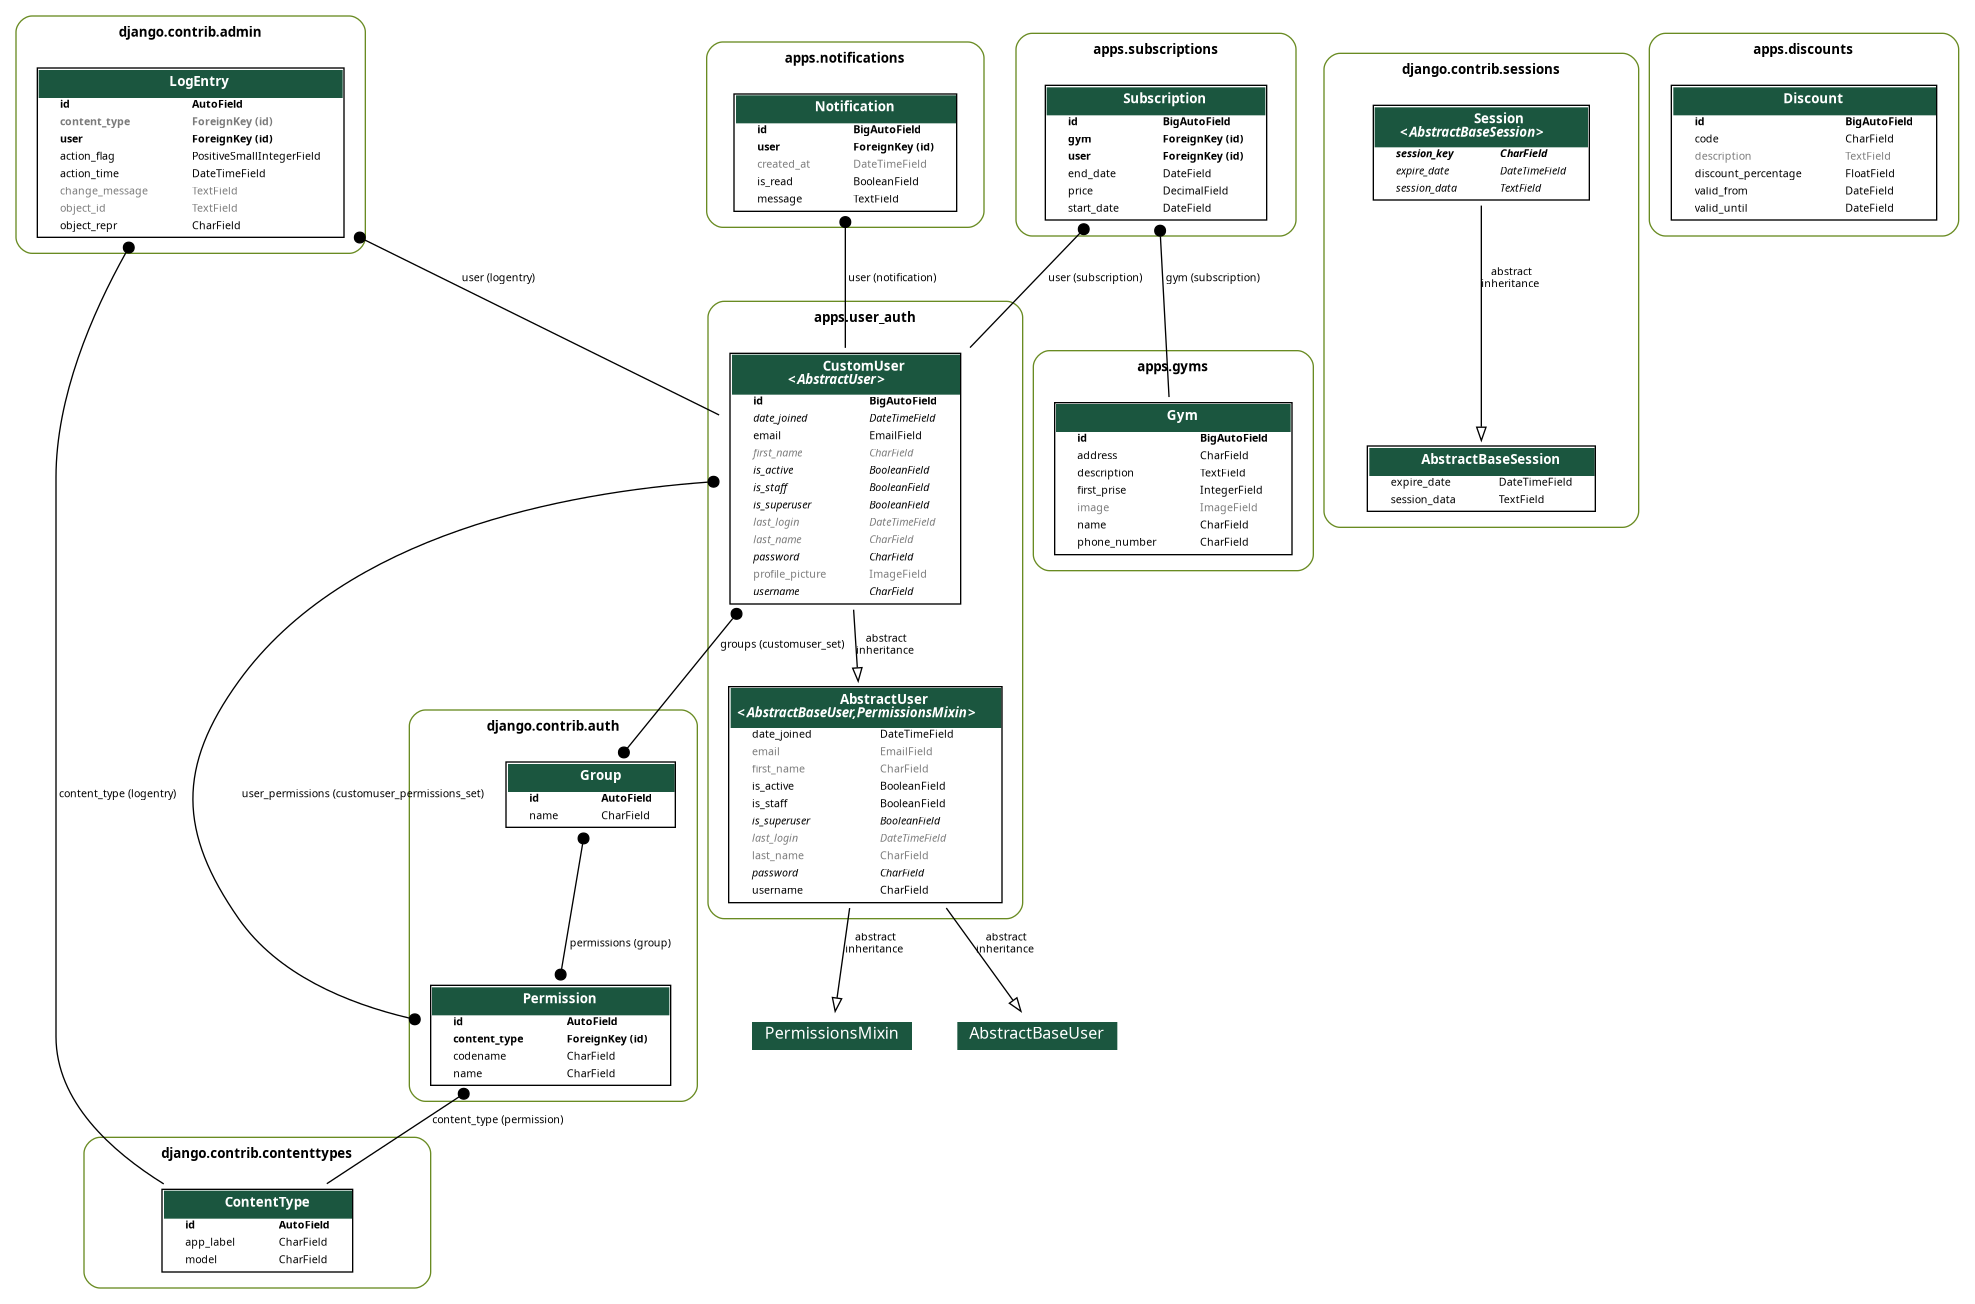 django.contrib.admin
LogEntry
id AutoField
content_type ForeignKey (id)
user ForeignKey (id)
action_flag PositiveSmallIntegerField
action_time DateTimeField
change_message TextField
object_id TextField
object_repr CharField
apps.notifications
Notification
id BigAutoField
user ForeignKey (id)
created_at DateTimeField
is_read BooleanField
message TextField
apps.subscriptions
Subscription
id BigAutoField
gym ForeignKey (id)
user ForeignKey (id)
end_date DateField
price DecimalField
start_date DateField
django.contrib.sessions
Session
<AbstractBaseSession>
session_key CharField
expire_date DateTimeField
session_data TextField
abstract
inheritance
AbstractBaseSession
expire_date DateTimeField
session_data TextField
apps.discounts
Discount
id BigAutoField
code CharField
description TextField
discount_percentage FloatField
valid_from DateField
valid_until DateField
user (logentry)
user (notification)
user (subscription)
gym (subscription)
apps.user_auth
CustomUser
<AbstractUser>
id BigAutoField
date_joined DateTimeField
email EmailField
first_name CharField
is_active BooleanField
is_staff BooleanField
is_superuser BooleanField
last_login DateTimeField
last_name CharField
password CharField
profile_picture ImageField
username CharField
apps.gyms
Gym
id BigAutoField
address CharField
description TextField
first_prise IntegerField
image ImageField
name CharField
phone_number CharField
groups (customuser_set)
abstract
inheritance
AbstractUser
<AbstractBaseUser,PermissionsMixin>
date_joined DateTimeField
email EmailField
first_name CharField
is_active BooleanField
is_staff BooleanField
is_superuser BooleanField
last_login DateTimeField
last_name CharField
password CharField
username CharField
django.contrib.auth
Group
id AutoField
name CharField
content_type (logentry)
user_permissions (customuser_permissions_set)
permissions (group)
abstract
inheritance
abstract
inheritance
Permission
id AutoField
content_type ForeignKey (id)
codename CharField
name CharField
PermissionsMixin
AbstractBaseUser
content_type (permission)
django.contrib.contenttypes
ContentType
id AutoField
app_label CharField
model CharField